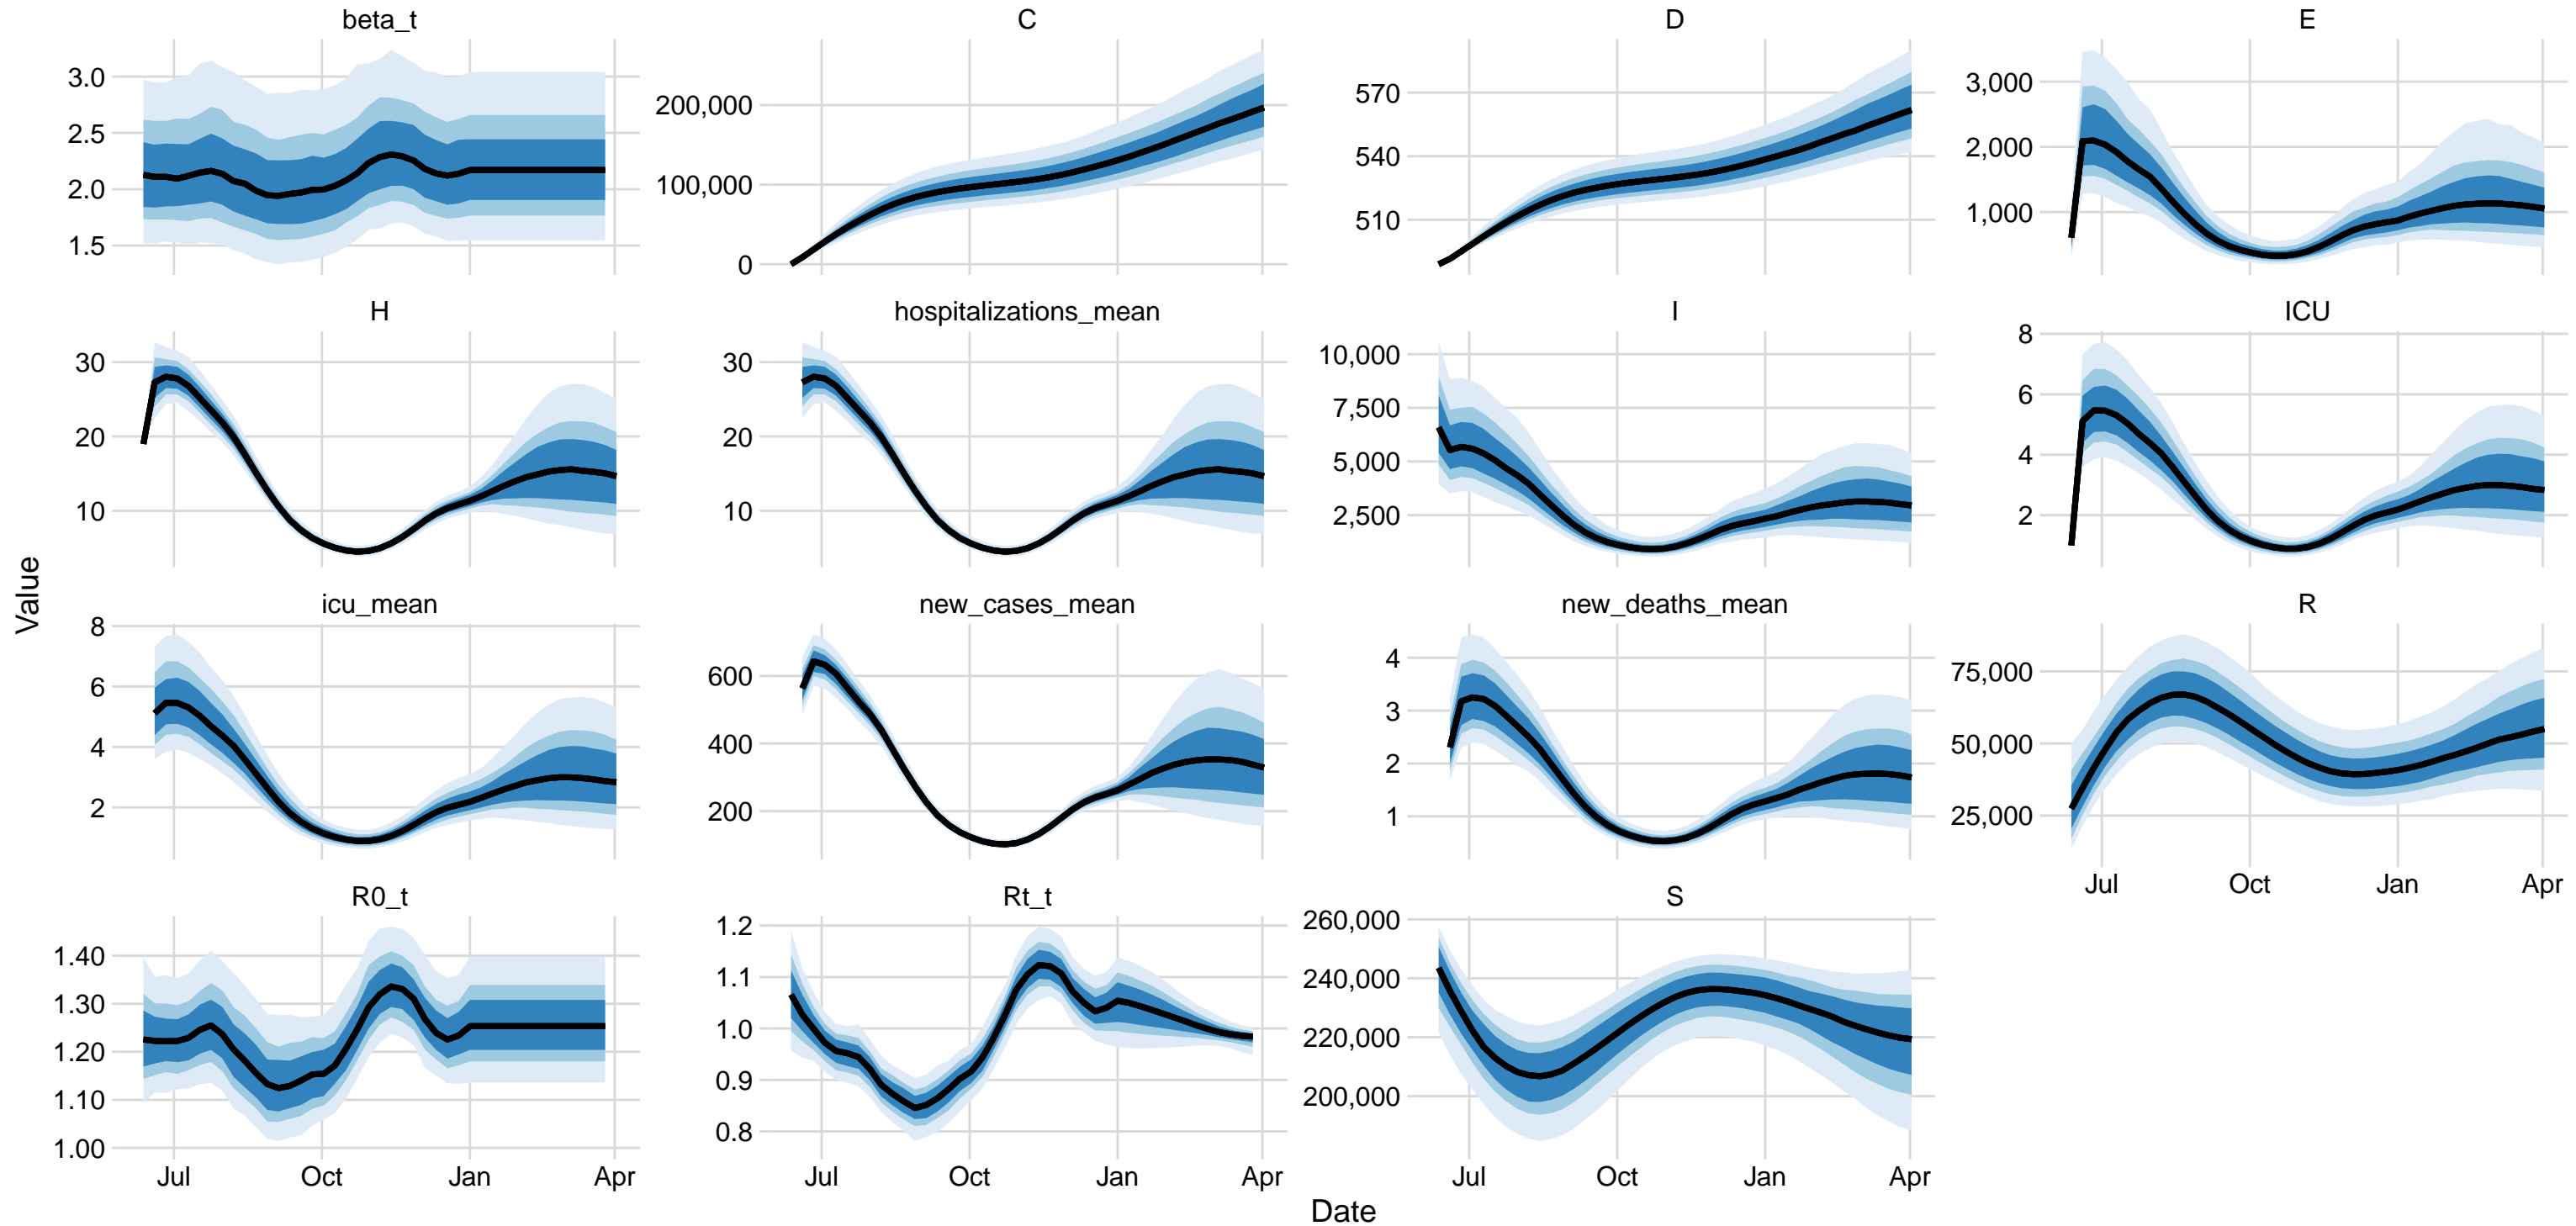 beta_t
C
D
E
3.0
2.5
2.0
1.5
200,000
100,000
0
570
540
510
3,000
2,000
1,000
H
hospitalizations_mean
I
ICU
30
20
10
30
20
10
10,000
7,500
5,000
2,500
8
6
4
2
Value
icu_mean
new_cases_mean
new_deaths_mean
R
8
6
4
2
600
400
200
4
3
2
1
75,000
50,000
25,000
Jul Oct Jan Apr
R0_t
Rt_t
S
1.40
1.30
1.20
1.10
1.00
1.2
1.1
1.0
0.9
0.8
260,000
240,000
220,000
200,000
Jul Oct Jan Apr
Jul Oct Jan Apr
Jul Oct Jan Apr
Date